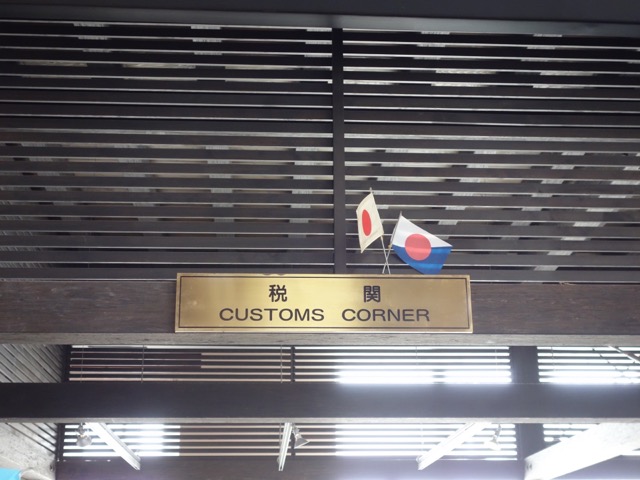 税 関
CUSTOMS CORNER